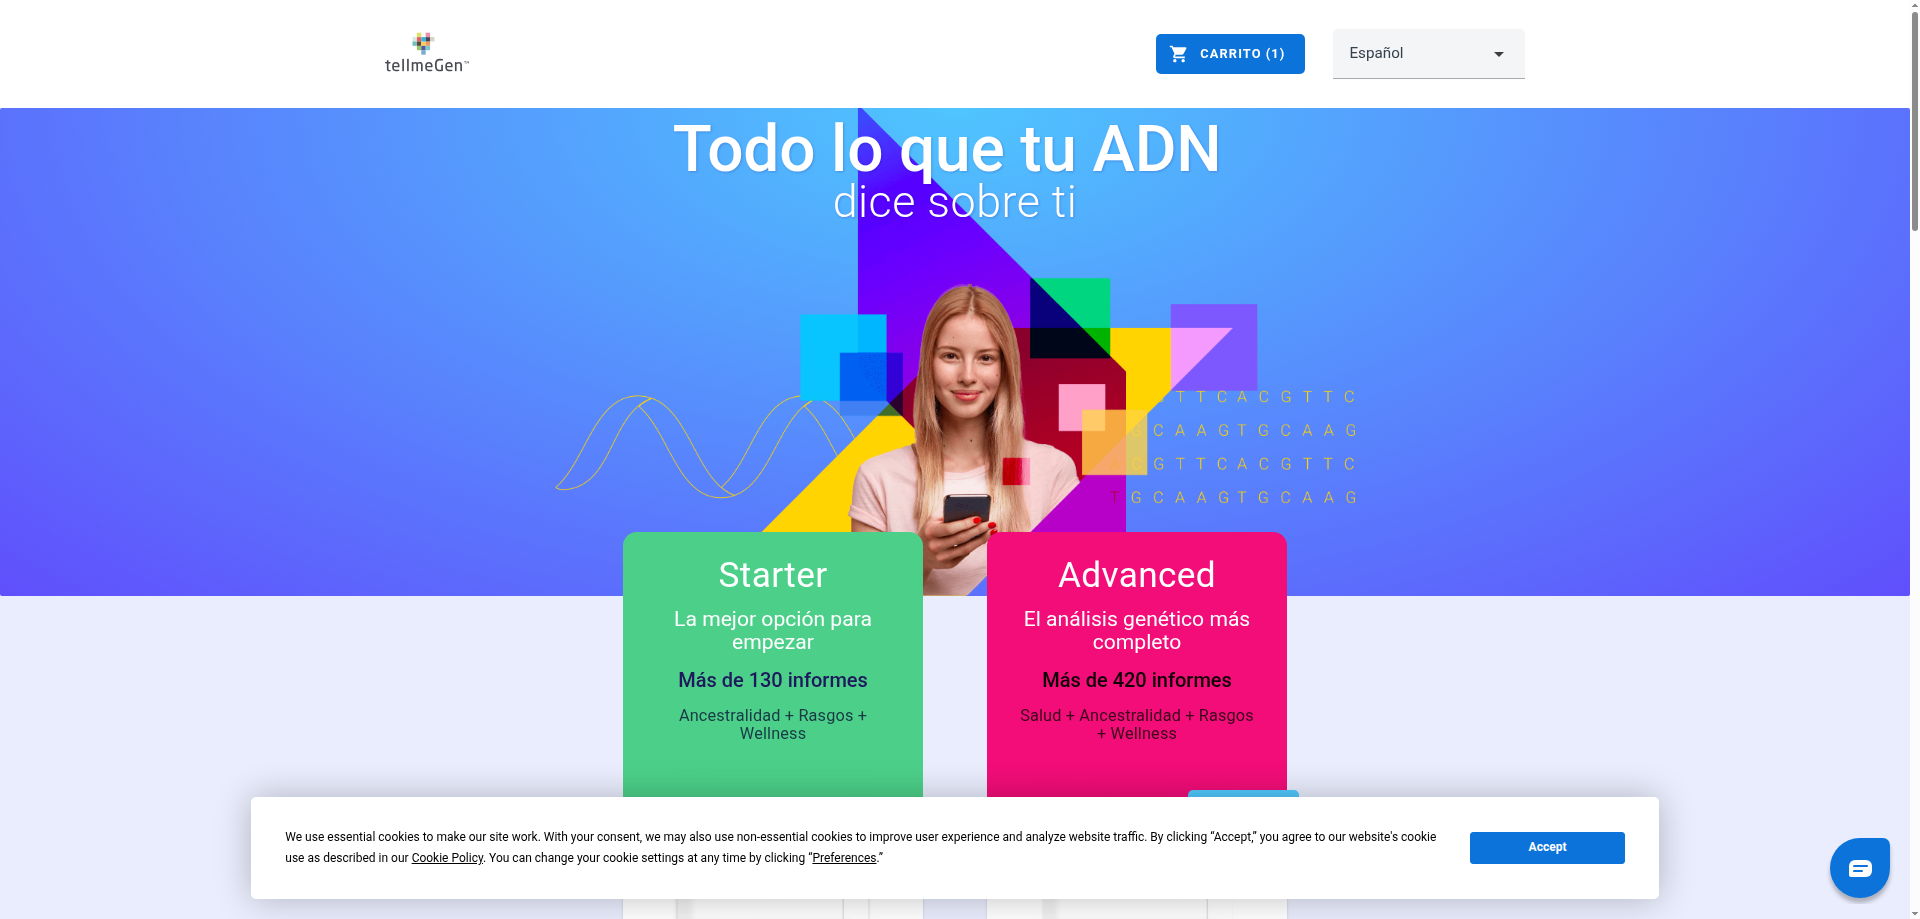 tellmeGen™
CARRITO (1)
Español
Todo lo que tu ADN
dice sobre ti
T T C A C G T T C
C A A G T G C A A G
C G T T C A C G T T C
T G C A A G T G C A A G
Starter
La mejor opción para
empezar
Más de 130 informes
Ancestralidad + Rasgos +
Wellness
Advanced
El análisis genético más
completo
Más de 420 informes
Salud + Ancestralidad + Rasgos
+ Wellness
We use essential cookies to make our site work. With your consent, we may also use non-essential cookies to improve user experience and analyze website traffic. By clicking “Accept,” you agree to our website's cookie
use as described in our Cookie Policy. You can change your cookie settings at any time by clicking “Preferences.”
Accept